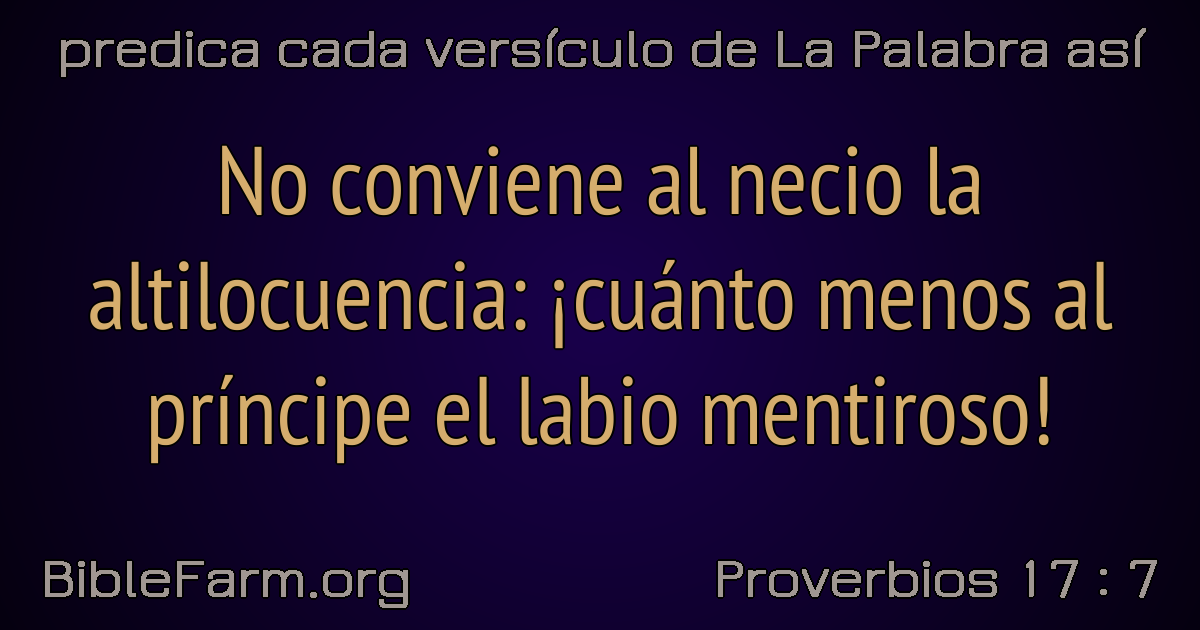 predica cada versículo de La Palabra así
No conviene al necio la
altilocuencia: ¡cuánto menos al
príncipe el labio mentiroso!
BibleFarm.org
Proverbios 17 : 7